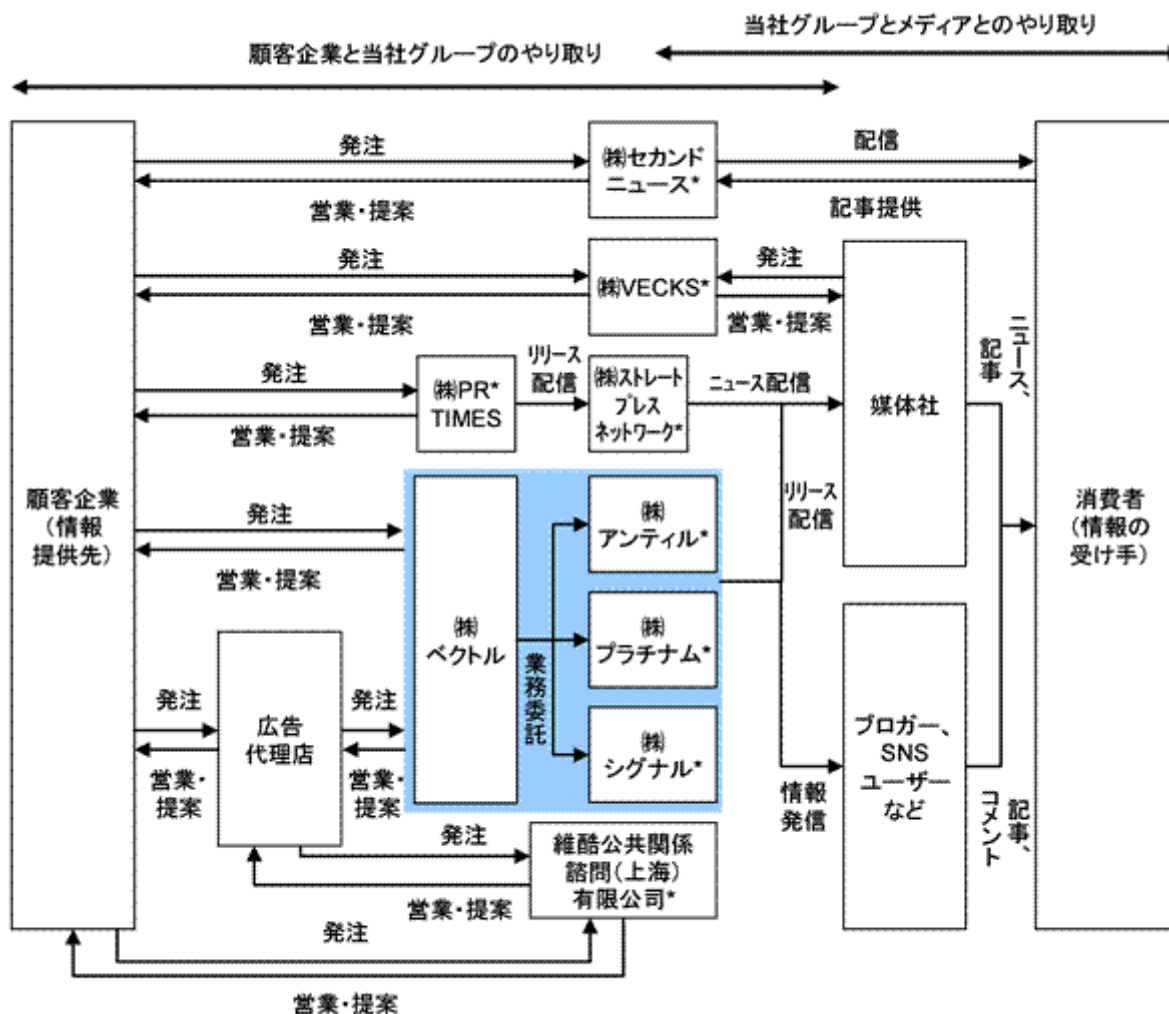 当社グループとメディアとのやり取り
顧客企業と当社グループのやり取り
発注
㈱セカンド
ニュース*
配信
営業・提案
記事提供
発注
㈱VECKS*
発注
営業・提案
営業・提案
発注
㈱PR*
TIMES
リリース
配信
㈱ストレート
プレス
ネットワーク*
ニュース配信
営業・提案
媒体社
ニュース、
記事
顧客企業
(情報
提供先)
発注
営業・提案
㈱
ベクトル
業務委託
㈱
アンティル*
㈱
プラチナム*
㈱
シグナル*
リリース
配信
消費者
(情報の
受け手)
発注
営業・
提案
広告
代理店
発注
営業・
提案
情報
発信
ブロガー、
SNS
ユーザー
など
記事、
コメント
発注
維酷公共関係
諮問(上海)
有限公司*
営業・提案
発注
営業・提案